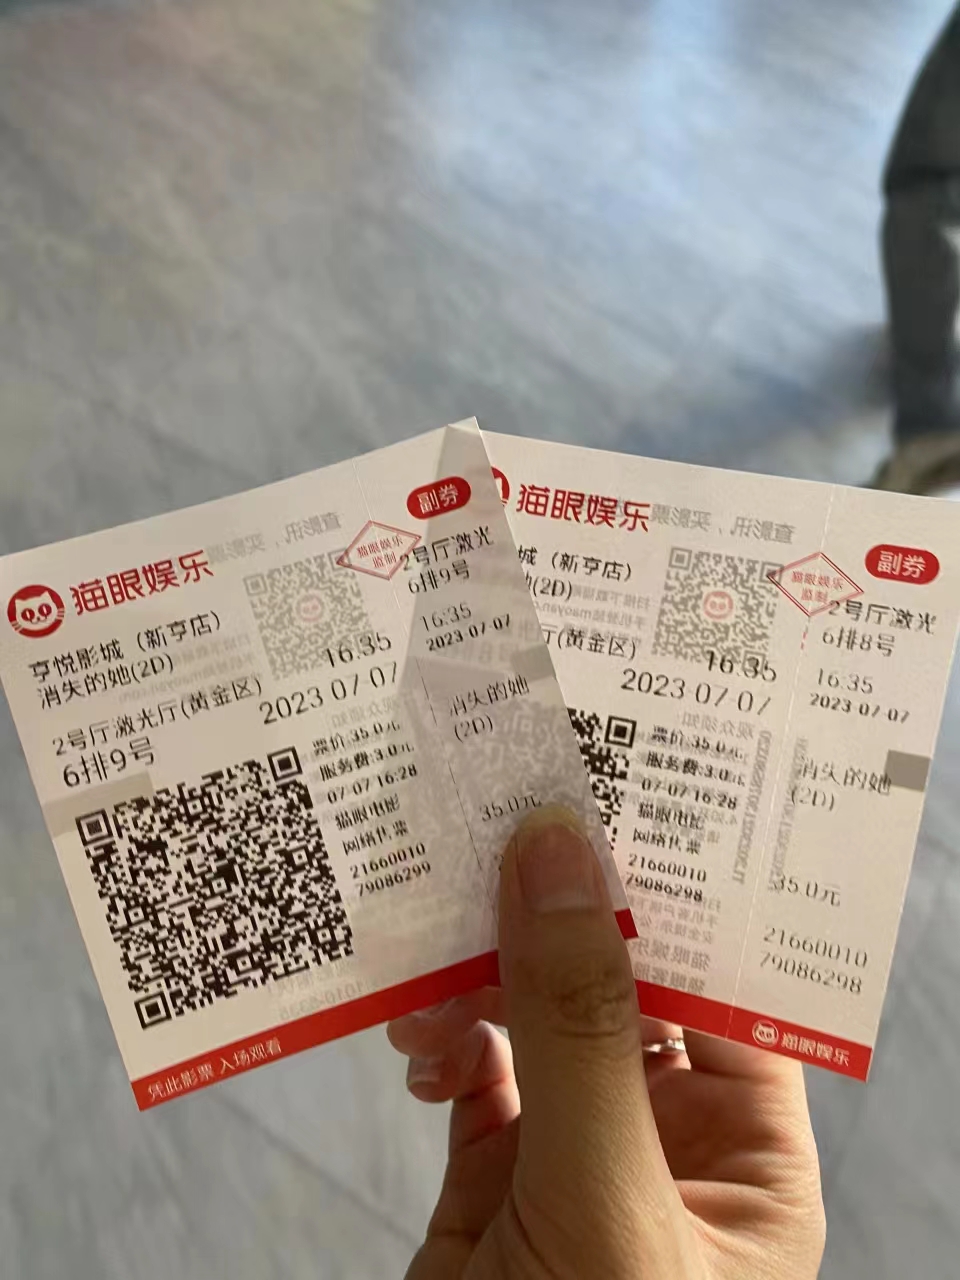 猫眼娱乐
享悦影城（新亨店）
消失的她(2D)
2号厅激光厅(黄金区)
16:35
6排9号
2023-07-07
票价:35.0元
服务费:3.0元
07-07 16:28
猫眼电影
网络售票
21660010
79086299
凭此影票 入场观看
副券
猫眼娱乐
监制
2号厅激光
6排9号
16:35
2023-07-07
消失的她
(2D)
35.0元
猫眼娱乐
城（新亨店）
(2D)
厅(黄金区)
16:35
2023-07-07
票价:35.0元
服务费:3.0元
07-07 16:28
猫眼电影
网络售票
21660010
79086298
副券
猫眼娱乐
监制
2号厅激光
6排8号
16:35
2023-07-07
消失的她
(2D)
35.0元
21660010
79086298
猫眼娱乐